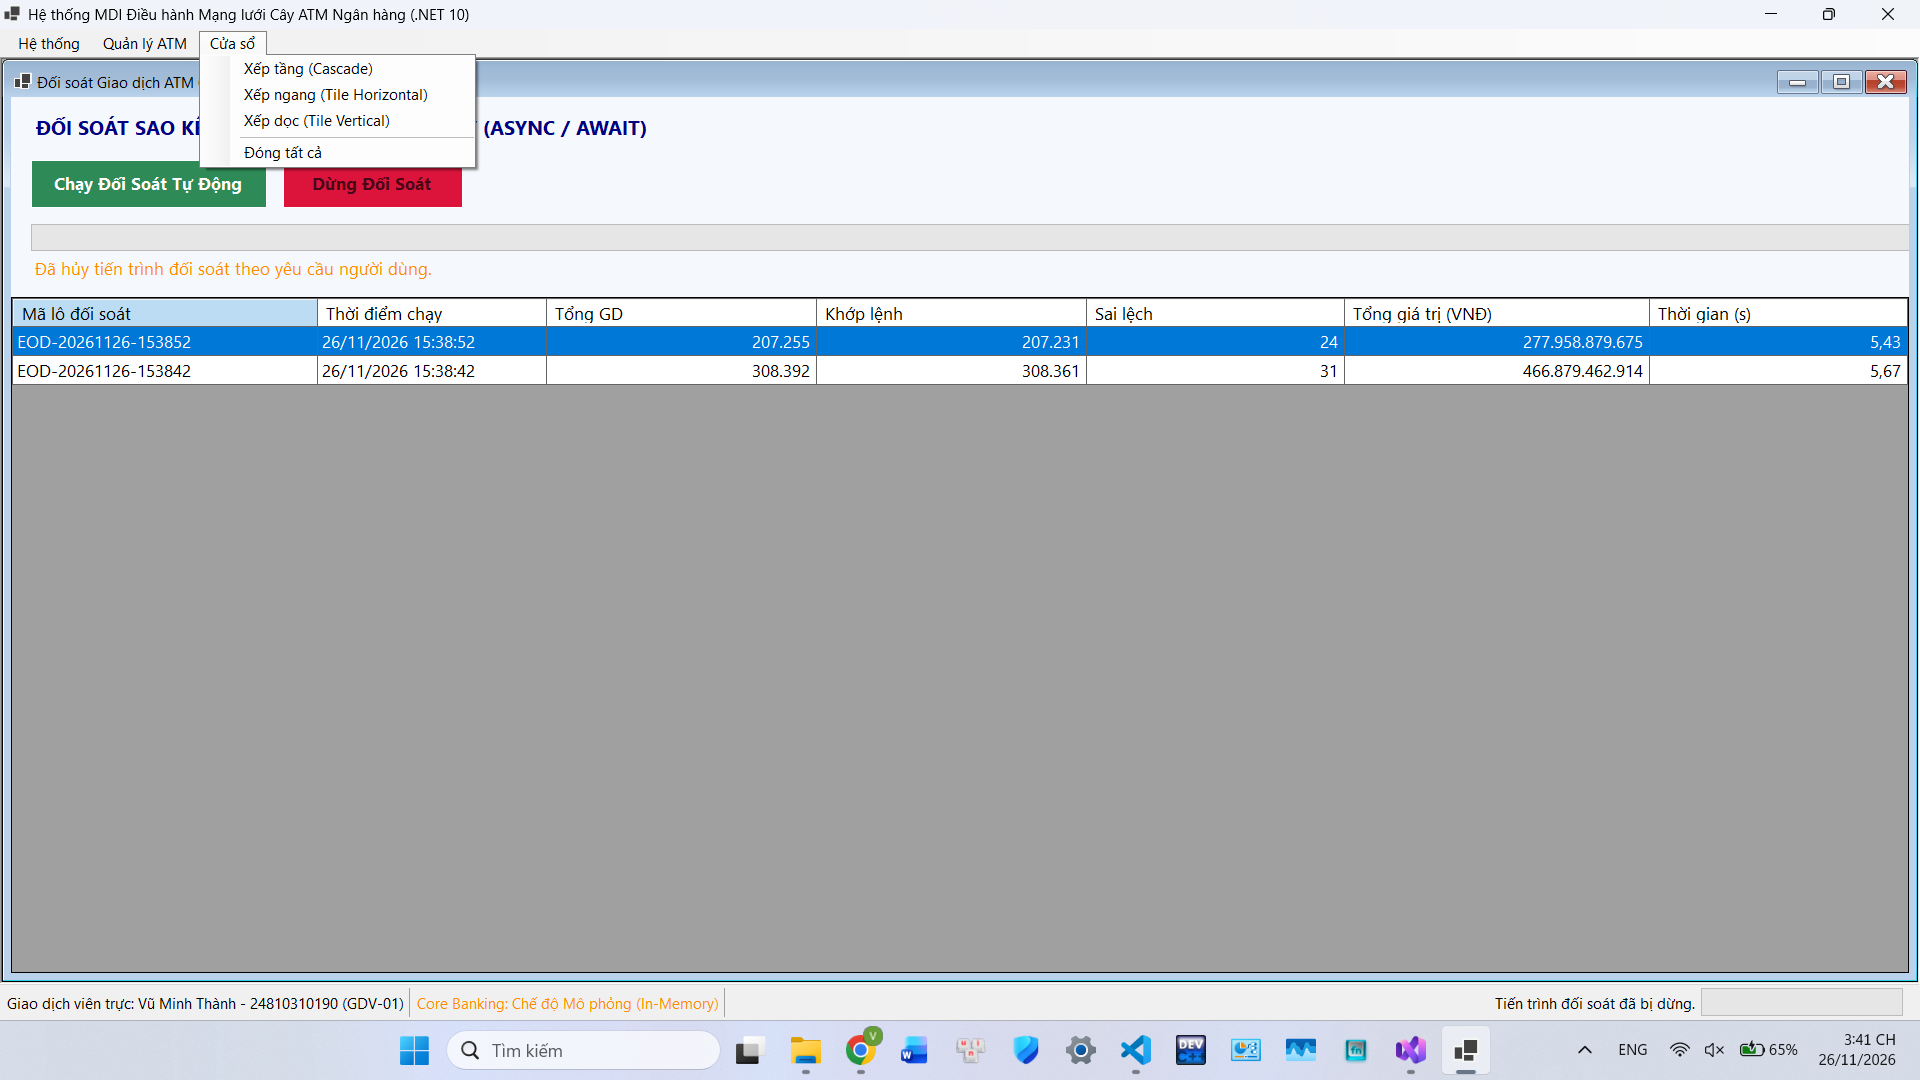 Hệ thống MDI Điều hành Mạng lưới Cây ATM Ngân hàng (.NET 10)
Hệ thống Quản lý ATM Cửa sổ
Xếp tầng (Cascade)
Xếp ngang (Tile Horizontal)
Xếp dọc (Tile Vertical)
Đóng tất cả
Đối soát Giao dịch ATM
ĐỐI SOÁT SAO (ASYNC / AWAIT)
Chạy Đối Soát Tự Động Dừng Đối Soát
Đã hủy tiến trình đối soát theo yêu cầu người dùng.
Mã lô đối soát Thời điểm chạy Tổng GD Khớp lệnh Sai lệch Tổng giá trị (VNĐ) Thời gian (s)
EOD-20261126-153852 26/11/2026 15:38:52 207.255 207.231 24 277.958.879.675 5,43
EOD-20261126-153842 26/11/2026 15:38:42 308.392 308.361 31 466.879.462.914 5,67
Giao dịch viên trực: Vũ Minh Thành - 24810310190 (GDV-01) Core Banking: Chế độ Mô phỏng (In-Memory) Tiến trình đối soát đã bị dừng.
Tìm kiếm V W DEV C++ fn ENG 65% 3:41 CH
26/11/2026